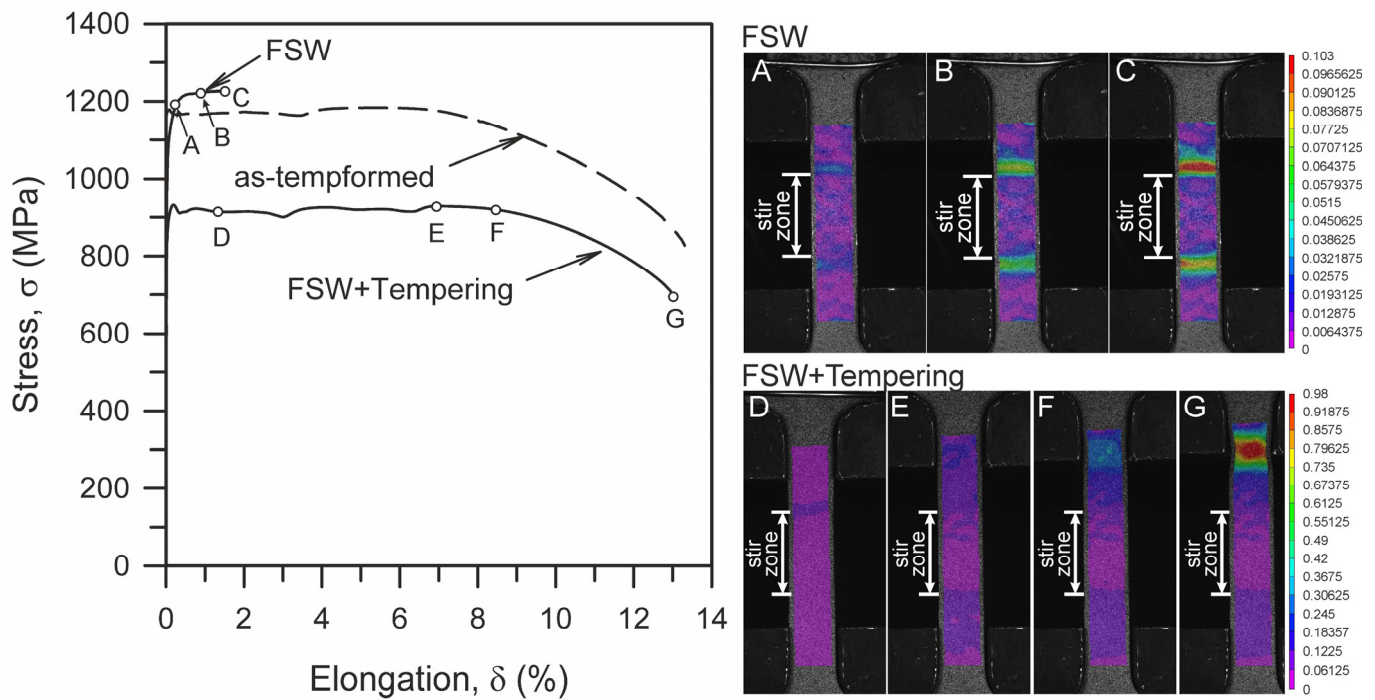 1400
1200
1000
800
600
400
200
0
Stress, σ (MPa)
0
2
4
6
8
10
12
14
Elongation, δ (%)
FSW
A
B
C
as-tempformed
D
E
F
FSW+Tempering
G
FSW
A
B
C
stir
zone
stir
zone
stir
zone
0.103
0.0965625
0.090125
0.0836875
0.07725
0.0707125
0.064375
0.0579375
0.0515
0.0450625
0.038625
0.0321875
0.02575
0.0193125
0.012875
0.0064375
0
FSW+Tempering
D
E
F
G
stir
zone
stir
zone
stir
zone
stir
zone
0.98
0.91875
0.8575
0.79625
0.735
0.67375
0.6125
0.55125
0.49
0.42
0.3675
0.30625
0.245
0.18357
0.1225
0.06125
0